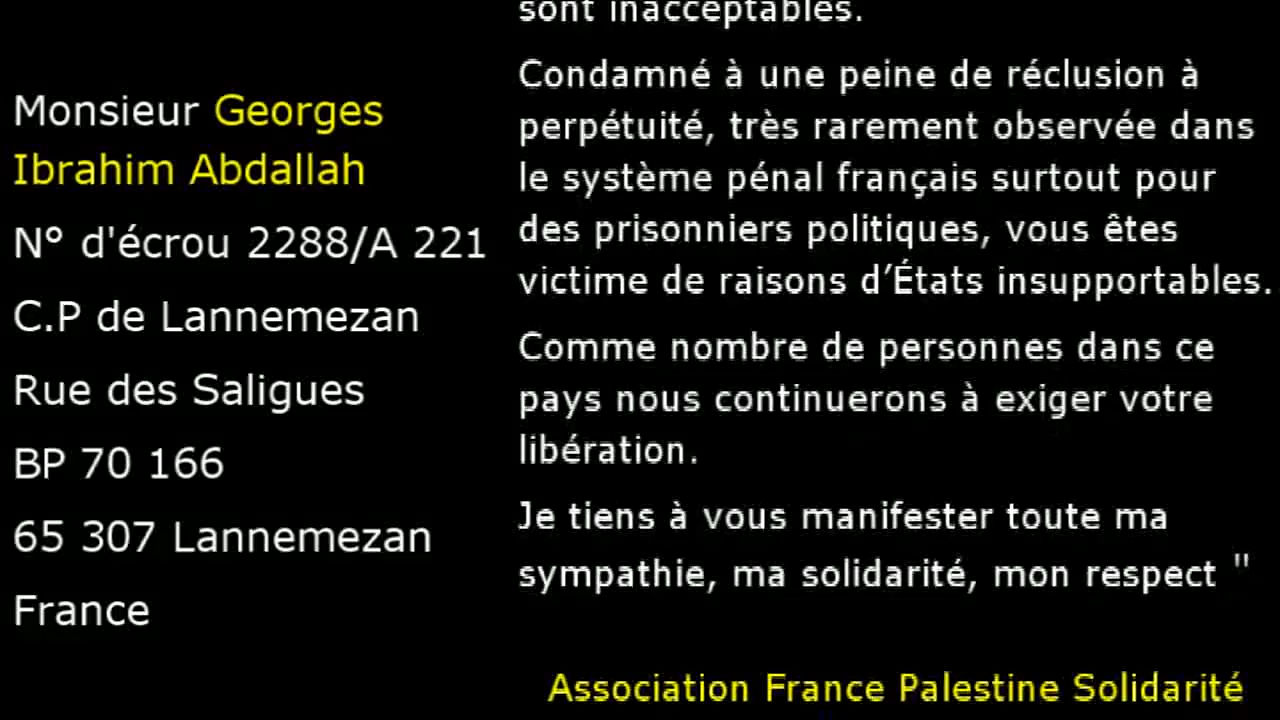 Monsieur Georges
Ibrahim Abdallah
N° d'écrou 2288/A 221
C.P de Lannemezan
Rue des Saligues
BP 70 166
65 307 Lannemezan
France
sont inacceptables.
Condamné à une peine de réclusion à
perpétuité, très rarement observée dans
le système pénal français surtout pour
des prisonniers politiques, vous êtes
victime de raisons d’États insupportables.
Comme nombre de personnes dans ce
pays nous continuerons à exiger votre
libération.
Je tiens à vous manifester toute ma
sympathie, ma solidarité, mon respect "
Association France Palestine Solidarité